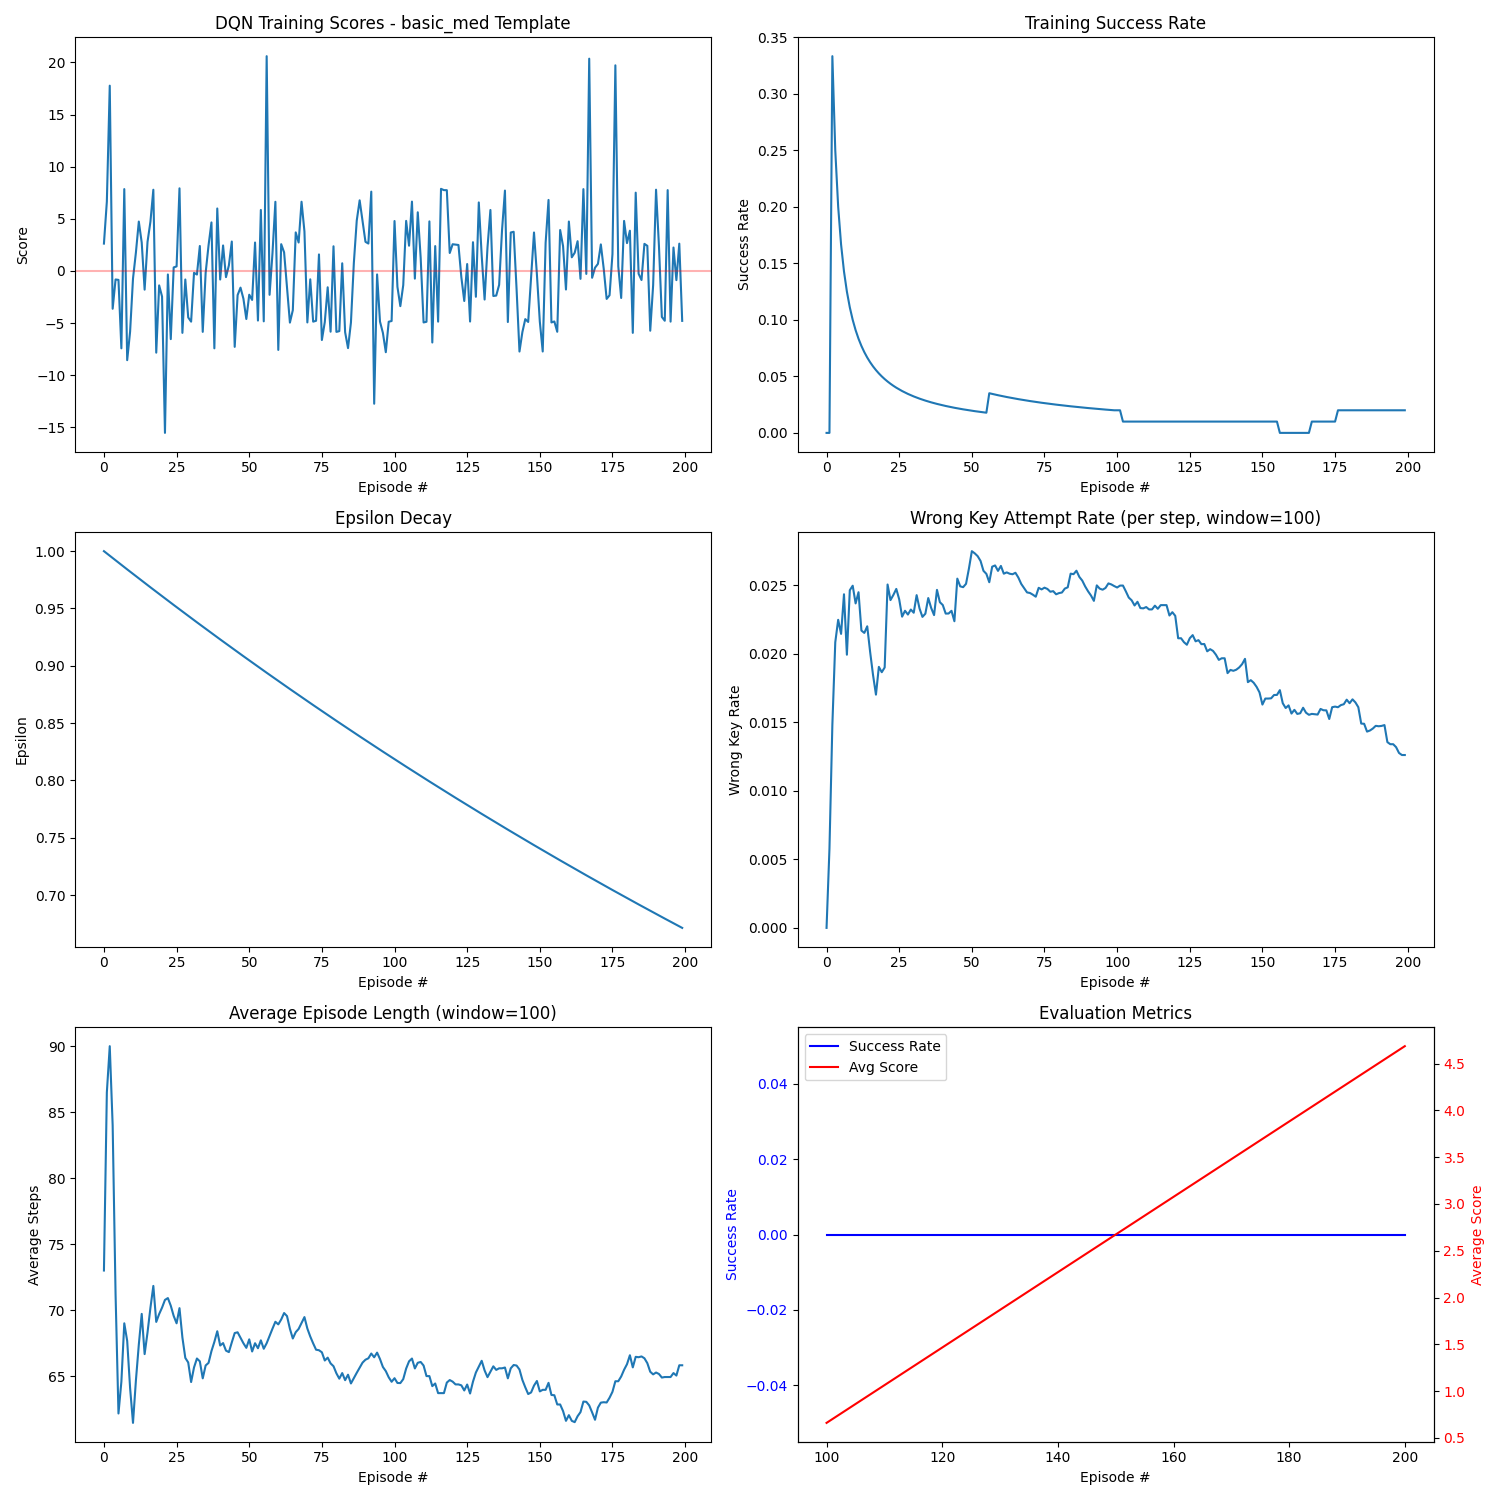 DQN Training Scores - basic_med Template
Score
20
15
10
5
0
−5
−10
−15
0 25 50 75 100 125 150 175 200
Episode #
Training Success Rate
Success Rate
0.35
0.30
0.25
0.20
0.15
0.10
0.05
0.00
0 25 50 75 100 125 150 175 200
Episode #
Epsilon Decay
Epsilon
1.00
0.95
0.90
0.85
0.80
0.75
0.70
0 25 50 75 100 125 150 175 200
Episode #
Wrong Key Attempt Rate (per step, window=100)
Wrong Key Rate
0.025
0.020
0.015
0.010
0.005
0.000
0 25 50 75 100 125 150 175 200
Episode #
Average Episode Length (window=100)
Average Steps
90
85
80
75
70
65
0 25 50 75 100 125 150 175 200
Episode #
Evaluation Metrics
Success Rate
Avg Score
Success Rate
0.04
0.02
0.00
−0.02
−0.04
4.5
4.0
3.5
3.0
2.5
2.0
1.5
1.0
0.5
Average Score
100 120 140 160 180 200
Episode #